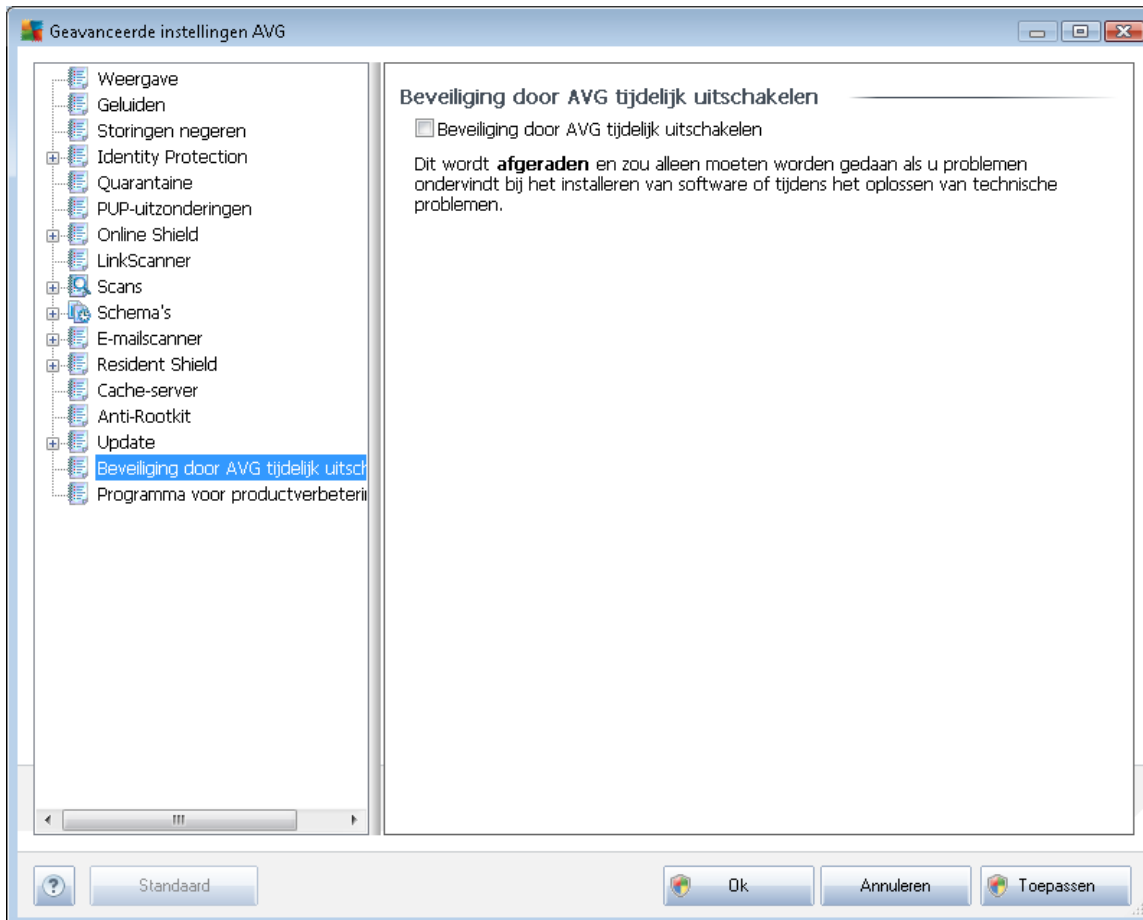 Geavanceerde instellingen AVG
Weergave
Geluiden
Storingen negeren
Identity Protection
Quarantaine
PUP-uitzonderingen
Online Shield
LinkScanner
Scans
Schema's
E-mailscanner
Resident Shield
Cache-server
Anti-Rootkit
Update
Beveiliging door AVG tijdelijk uitsch
Programma voor productverbeterin
Beveiliging door AVG tijdelijk uitschakelen
Beveiliging door AVG tijdelijk uitschakelen
Dit wordt afgeraden en zou alleen moeten worden gedaan als u problemen
ondervindt bij het installeren van software of tijdens het oplossen van technische
problemen.
Standaard
Ok
Annuleren
Toepassen